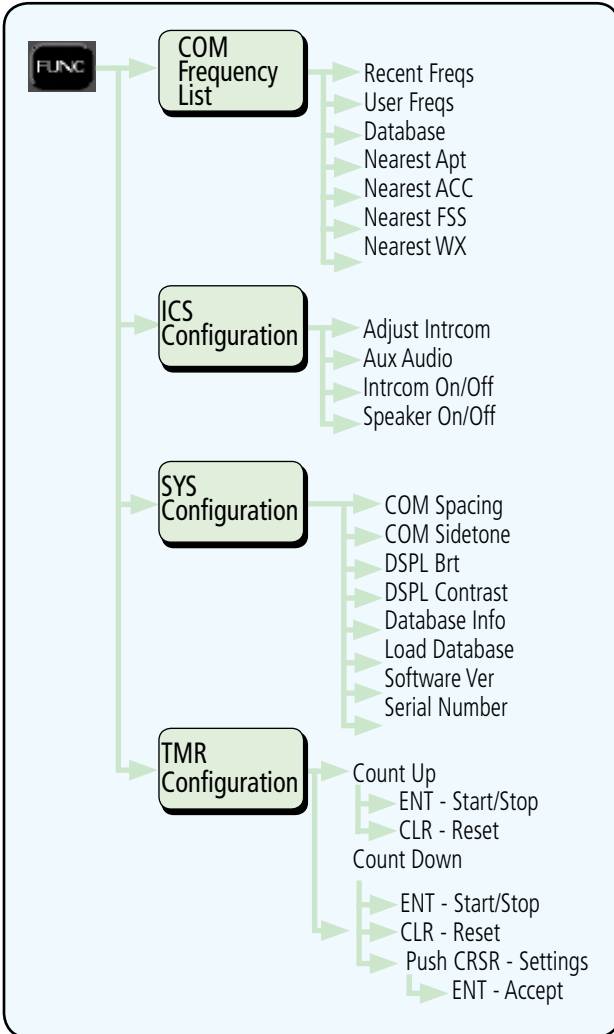 FUNC
COM
Frequency
List
Recent Freqs
User Freqs
Database
Nearest Apt
Nearest ACC
Nearest FSS
Nearest WX
ICS
Configuration
Adjust Intrcom
Aux Audio
Intrcom On/Off
Speaker On/Off
SYS
Configuration
COM Spacing
COM Sidetone
DSPL Brt
DSPL Contrast
Database Info
Load Database
Software Ver
Serial Number
TMR
Configuration
Count Up
ENT - Start/Stop
CLR - Reset
Count Down
ENT - Start/Stop
CLR - Reset
Push CRSR - Settings
ENT - Accept